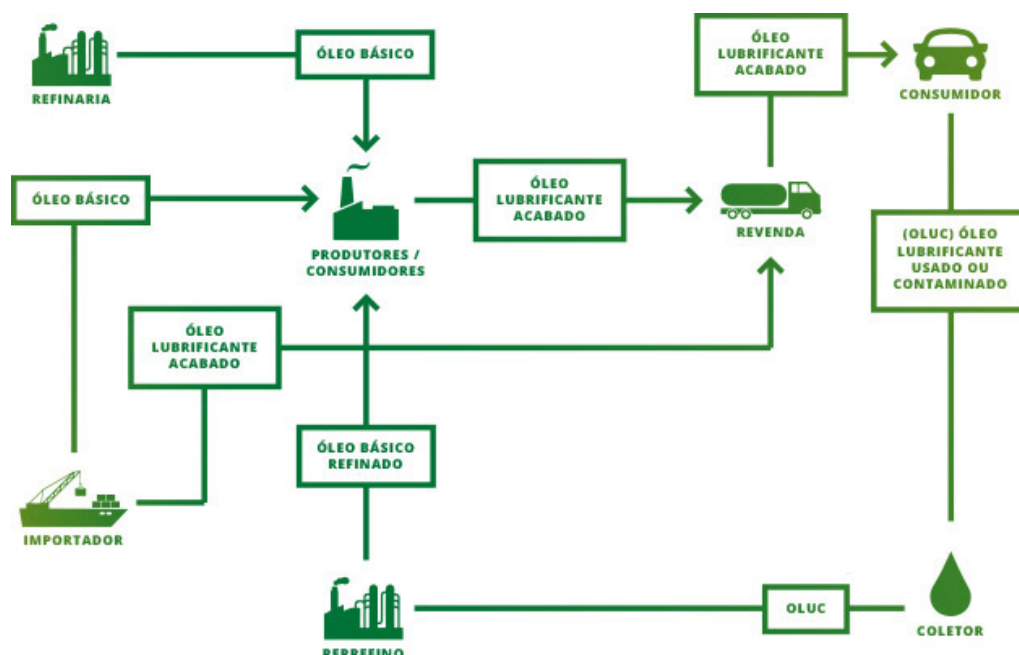 ÓLEO BÁSICO
REFINARIA
ÓLEO
LUBRIFICANTE
ACABADO
CONSUMIDOR
ÓLEO BÁSICO
PRODUTORES /
CONSUMIDORES
ÓLEO
LUBRIFICANTE
ACABADO
REVENDA
(OLUC) ÓLEO
LUBRIFICANTE
USADO OU
CONTAMINADO
ÓLEO
LUBRIFICANTE
ACABADO
ÓLEO BÁSICO
REFINADO
IMPORTADOR
OLUC
COLETOR
RERREFINO